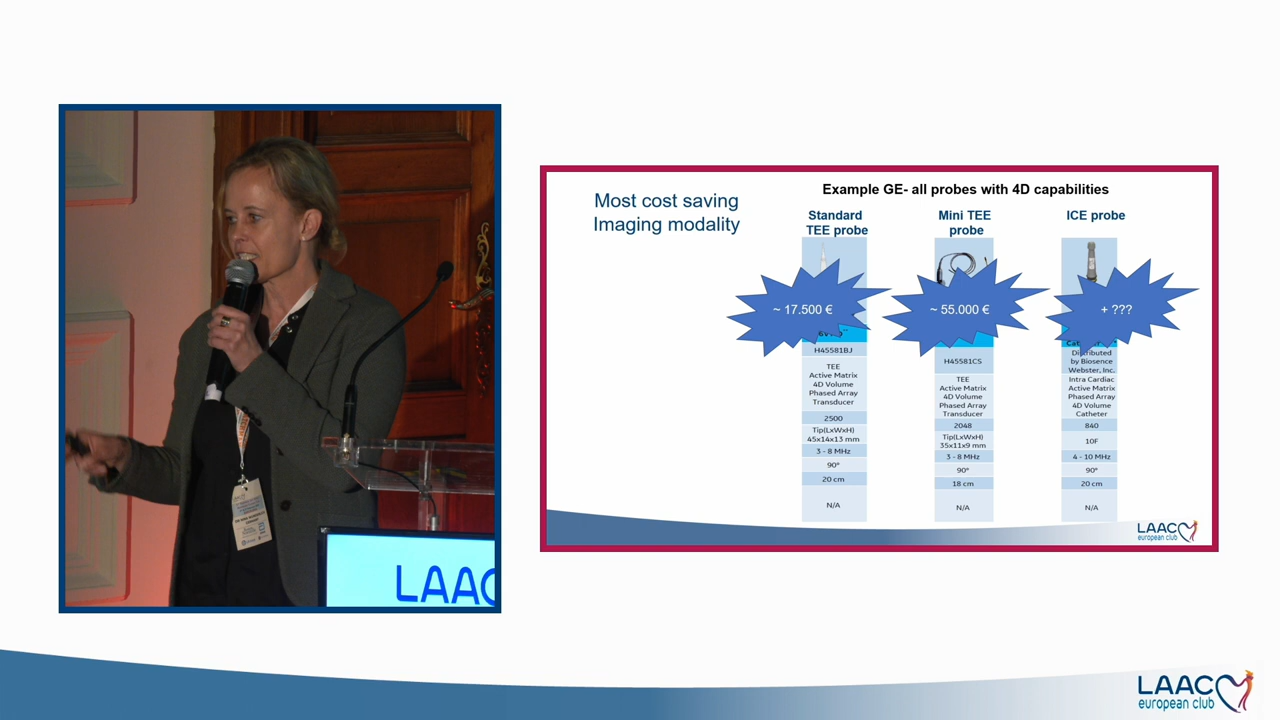 Most cost saving
Imaging modality
Example GE- all probes with 4D capabilities
Standard
TEE probe
Mini TEE
probe
ICE probe
~ 17.500 €
~ 55.000 €
+ ???
H45581BJ
TEE
Active Matrix
4D Volume
Phased Array
Transducer
2500
Tip(LxWxH)
45x14x13 mm
3 - 8 MHz
90°
20 cm
N/A
H45581CS
TEE
Active Matrix
4D Volume
Phased Array
Transducer
2048
Tip(LxWxH)
35x11x9 mm
3 - 8 MHz
90°
18 cm
N/A
Distributed
by Biosence
Webster, Inc.
Intra Cardiac
Active Matrix
Phased Array
4D Volume
Catheter
840
10F
4 - 10 MHz
90°
20 cm
N/A
LAAC
european club
LAAC
LAAC
european club